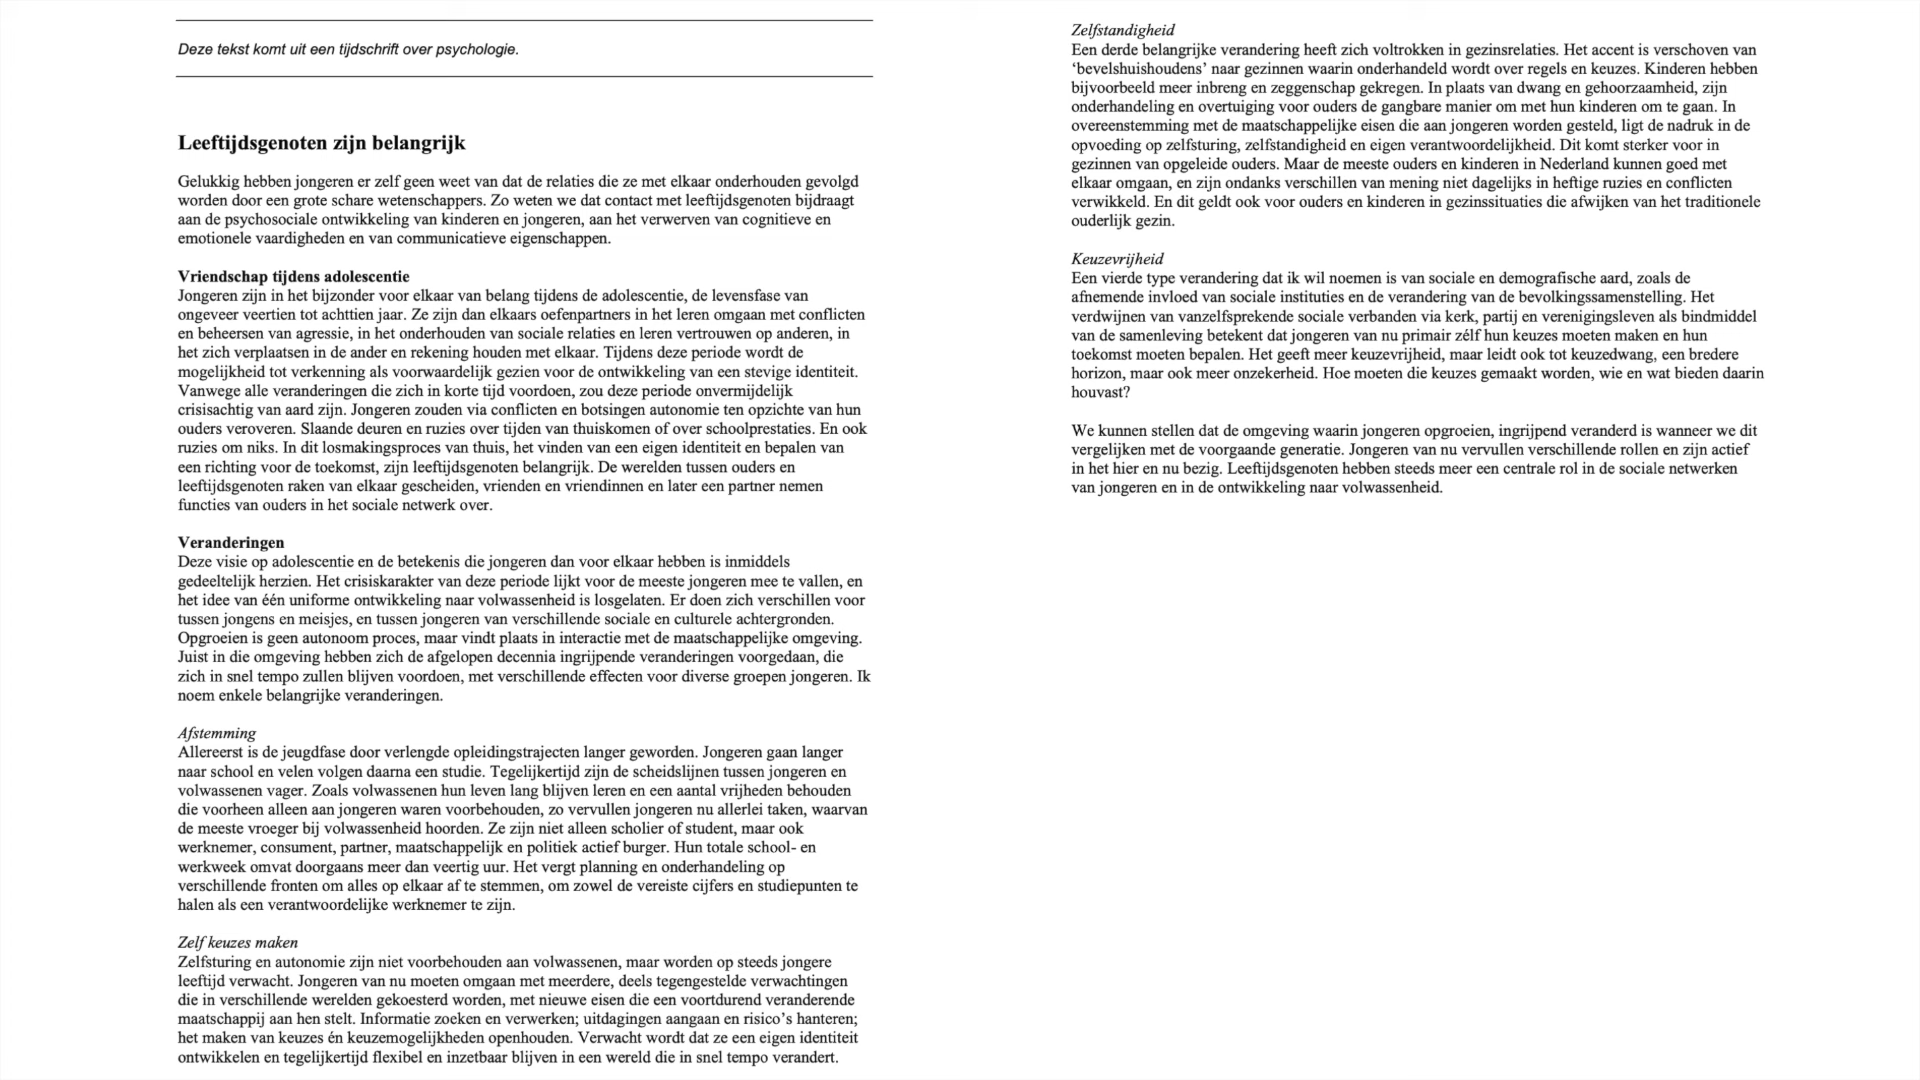 Deze tekst komt uit een tijdschrift over psychologie.
Leeftijdsgenoten zijn belangrijk
Gelukkig hebben jongeren er zelf geen weet van dat de relaties die ze met elkaar onderhouden gevolgd
worden door een grote schare wetenschappers. Zo weten we dat contact met leeftijdsgenoten bijdraagt
aan de psychosociale ontwikkeling van kinderen en jongeren, aan het verwerven van cognitieve en
emotionele vaardigheden en van communicatieve eigenschappen.
Vriendschap tijdens adolescentie
Jongeren zijn in het bijzonder voor elkaar van belang tijdens de adolescentie, de levensfase van
ongeveer veertien tot achttien jaar. Ze zijn dan elkaars oefenpartners in het leren omgaan met conflicten
en beheersen van agressie, in het onderhouden van sociale relaties en leren vertrouwen op anderen, in
het zich verplaatsen in de ander en rekening houden met elkaar. Tijdens deze periode wordt de
mogelijkheid tot verkenning als voorwaardelijk gezien voor de ontwikkeling van een stevige identiteit.
Vanwege alle veranderingen die zich in korte tijd voordoen, zou deze periode onvermijdelijk
crisisachtig van aard zijn. Jongeren zouden via conflicten en botsingen autonomie ten opzichte van hun
ouders veroveren. Slaande deuren en ruzies over tijden van thuiskomen of over schoolprestaties. En ook
ruzies om niks. In dit losmakingsproces van thuis, het vinden van een eigen identiteit en bepalen van
een richting voor de toekomst, zijn leeftijdsgenoten belangrijk. De werelden tussen ouders en
leeftijdsgenoten raken van elkaar gescheiden, vrienden en vriendinnen en later een partner nemen
functies van ouders in het sociale netwerk over.
Veranderingen
Deze visie op adolescentie en de betekenis die jongeren dan voor elkaar hebben is inmiddels
gedeeltelijk herzien. Het crisiskarakter van deze periode lijkt voor de meeste jongeren mee te vallen, en
het idee van één uniforme ontwikkeling naar volwassenheid is losgelaten. Er doen zich verschillen voor
tussen jongens en meisjes, en tussen jongeren van verschillende sociale en culturele achtergronden.
Opgroeien is geen autonoom proces, maar vindt plaats in interactie met de maatschappelijke omgeving.
Juist in die omgeving hebben zich de afgelopen decennia ingrijpende veranderingen voorgedaan, die
zich in snel tempo zullen blijven voordoen, met verschillende effecten voor diverse groepen jongeren. Ik
noem enkele belangrijke veranderingen.
Afstemming
Allereerst is de jeugdfase door verlengde opleidingstrajecten langer geworden. Jongeren gaan langer
naar school en velen volgen daarna een studie. Tegelijkertijd zijn de scheidslijnen tussen jongeren en
volwassenen vager. Zoals volwassenen hun leven lang blijven leren en een aantal vrijheden behouden
die voorheen alleen aan jongeren waren voorbehouden, zo vervullen jongeren nu allerlei taken, waarvan
de meeste vroeger bij volwassenheid hoorden. Ze zijn niet alleen scholier of student, maar ook
werknemer, consument, partner, maatschappelijk en politiek actief burger. Hun totale school- en
werkweek omvat doorgaans meer dan veertig uur. Het vergt planning en onderhandeling op
verschillende fronten om alles op elkaar af te stemmen, om zowel de vereiste cijfers en studiepunten te
halen als een verantwoordelijke werknemer te zijn.
Zelf keuzes maken
Zelfsturing en autonomie zijn niet voorbehouden aan volwassenen, maar worden op steeds jongere
leeftijd verwacht. Jongeren van nu moeten omgaan met meerdere, deels tegengestelde verwachtingen
die in verschillende werelden gekoesterd worden, met nieuwe eisen die een voortdurend veranderende
maatschappij aan hen stelt. Informatie zoeken en verwerken; uitdagingen aangaan en risico’s hanteren;
het maken van keuzes én keuzemogelijkheden openhouden. Verwacht wordt dat ze een eigen identiteit
ontwikkelen en tegelijkertijd flexibel en inzetbaar blijven in een wereld die in snel tempo verandert.
Zelfstandigheid
Een derde belangrijke verandering heeft zich voltrokken in gezinsrelaties. Het accent is verschoven van
‘bevelshuishoudens’ naar gezinnen waarin onderhandeld wordt over regels en keuzes. Kinderen hebben
bijvoorbeeld meer inbreng en zeggenschap gekregen. In plaats van dwang en gehoorzaamheid, zijn
onderhandeling en overtuiging voor ouders de gangbare manier om met hun kinderen om te gaan. In
overeenstemming met de maatschappelijke eisen die aan jongeren worden gesteld, ligt de nadruk in de
opvoeding op zelfsturing, zelfstandigheid en eigen verantwoordelijkheid. Dit komt sterker voor in
gezinnen van opgeleide ouders. Maar de meeste ouders en kinderen in Nederland kunnen goed met
elkaar omgaan, en zijn ondanks verschillen van mening niet dagelijks in heftige ruzies en conflicten
verwikkeld. En dit geldt ook voor ouders en kinderen in gezinssituaties die afwijken van het traditionele
ouderlijk gezin.
Keuzevrijheid
Een vierde type verandering dat ik wil noemen is van sociale en demografische aard, zoals de
afnemende invloed van sociale instituties en de verandering van de bevolkingssamenstelling. Het
verdwijnen van vanzelfsprekende sociale verbanden via kerk, partij en verenigingsleven als bindmiddel
van de samenleving betekent dat jongeren van nu primair zélf hun keuzes moeten maken en hun
toekomst moeten bepalen. Het geeft meer keuzevrijheid, maar leidt ook tot keuzedwang, een bredere
horizon, maar ook meer onzekerheid. Hoe moeten die keuzes gemaakt worden, wie en wat bieden daarin
houvast?
We kunnen stellen dat de omgeving waarin jongeren opgroeien, ingrijpend veranderd is wanneer we dit
vergelijken met de voorgaande generatie. Jongeren van nu vervullen verschillende rollen en zijn actief
in het hier en nu bezig. Leeftijdsgenoten hebben steeds meer een centrale rol in de sociale netwerken
van jongeren en in de ontwikkeling naar volwassenheid.